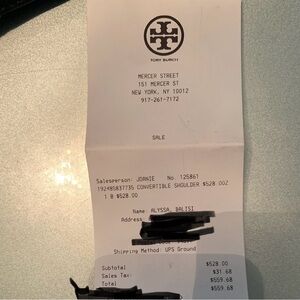 TORY BURCH
MERCER STREET
151 MERCER ST
NEW YORK, NY 10012
917-261-7172
SALE
Salesperson: JOANIE No. 125861
192485837735 CONVERTIBLE SHOULDER $528.00Z
1 @ $528.00
Name ALYSSA, BALISI
Address
Shipping Method: UPS Ground
Subtotal $528.00
Sales Tax: $31.68
Total $559.68
$559.68